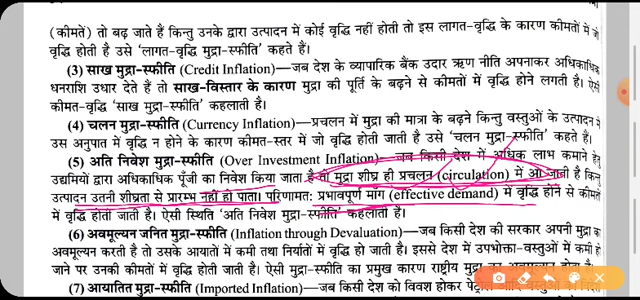 (कीमतें) तो बढ़ जाते हैं किन्तु उनके द्वारा उत्पादन में कोई वृद्धि नहीं होती तो इस लागत-वृद्धि के कारण कीमतों में जो
वृद्धि होती है उसे 'लागत-वृद्धि मुद्रा-स्फीति' कहते हैं।
(3) साख मुद्रा-स्फीति (Credit Inflation)—जब देश के व्यापारिक बैंक उदार ऋण नीति अपनाकर अधिकाधिक
धनराशि उधार देते हैं तो साख-विस्तार के कारण मुद्रा की पूर्ति के बढ़ने से कीमतों में वृद्धि होने लगती है। ऐसी
कीमत-वृद्धि 'साख मुद्रा-स्फीति' कहलाती है।
(4) चलन मुद्रा-स्फीति (Currency Inflation)—प्रचलन में मुद्रा की मात्रा के बढ़ने किन्तु वस्तुओं के उत्पादन में
उस अनुपात में वृद्धि न होने के कारण कीमत-स्तर में जो वृद्धि होती जाती है उसे 'चलन मुद्रा-स्फीति' कहते हैं।
(5) अति निवेश मुद्रा-स्फीति (Over Investment Inflation)—जब किसी देश में अधिक लाभ कमाने हेतु
उद्यमियों द्वारा अधिकाधिक पूँजी का निवेश किया जाता है तो मुद्रा शीघ्र ही प्रचलन (circulation) में आ जाती है किन्तु
उत्पादन उतनी शीघ्रता से प्रारम्भ नहीं हो पाता। परिणामतः प्रभावपूर्ण माँग (effective demand) में वृद्धि होने से कीमतों
में वृद्धि होती जाती है। ऐसी स्थिति 'अति निवेश मुद्रा-स्फीति' कहलाती है।
(6) अवमूल्यन जनित मुद्रा-स्फीति (Inflation through Devaluation)—जब किसी देश की सरकार अपनी मुद्रा का
अवमूल्यन करती है तो उसके आयातों में कमी तथा निर्यातों में वृद्धि हो जाती है। इससे देश में उपभोक्ता-वस्तुओं में कमी हो
जाने पर उनकी कीमतों में वृद्धि होती जाती है। ऐसी मुद्रा-स्फीति का प्रमुख कारण राष्ट्रीय मुद्रा का अवमूल्यन होता है।
(7) आयातित मुद्रा-स्फीति (Imported Inflation)—जब किसी देश को विवश होकर पेट्रोल आदि वस्तुओं का